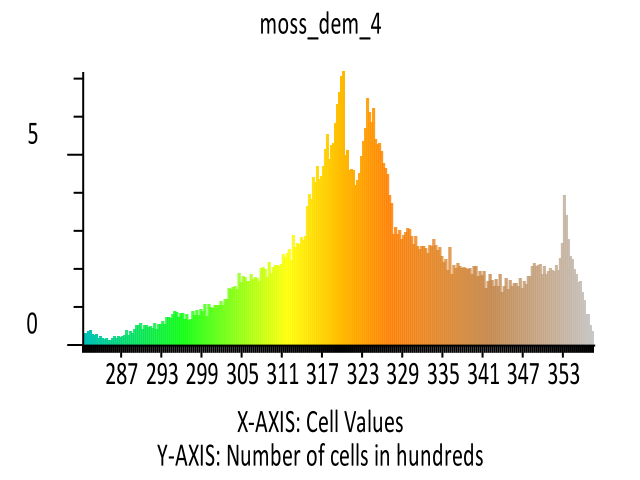 moss_dem_4
5
0
287 293 299 305 311 317 323 329 335 341 347 353
X-AXIS: Cell Values
Y-AXIS: Number of cells in hundreds